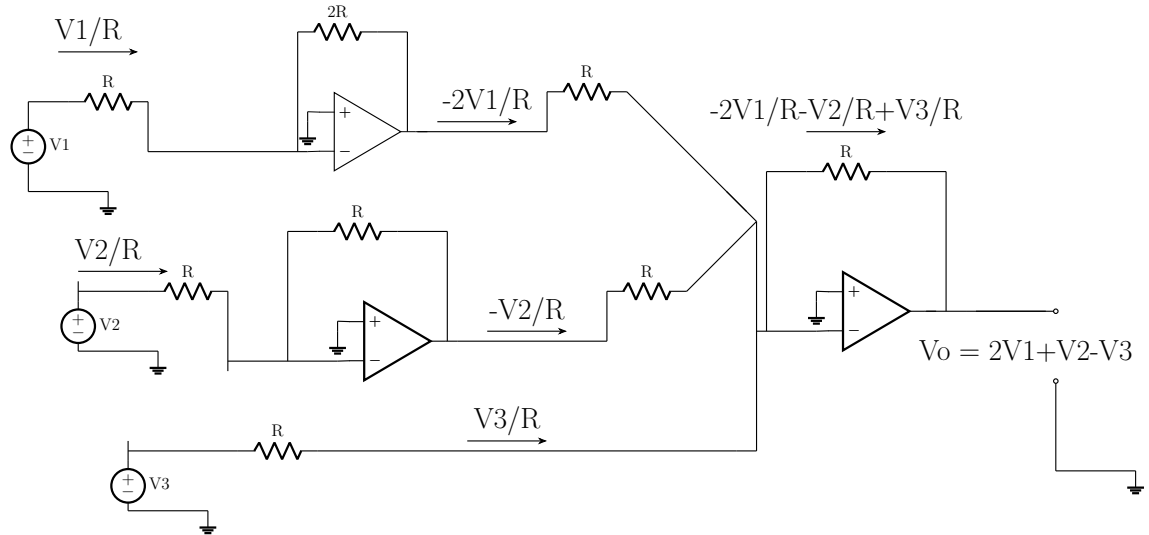 V1/R
2R
R
V1
-2V1/R
R
-2V1/R-V2/R+V3/R
R
V2/R
R
V2
R
-V2/R
R
Vo = 2V1+V2-V3
V3/R
R
V3